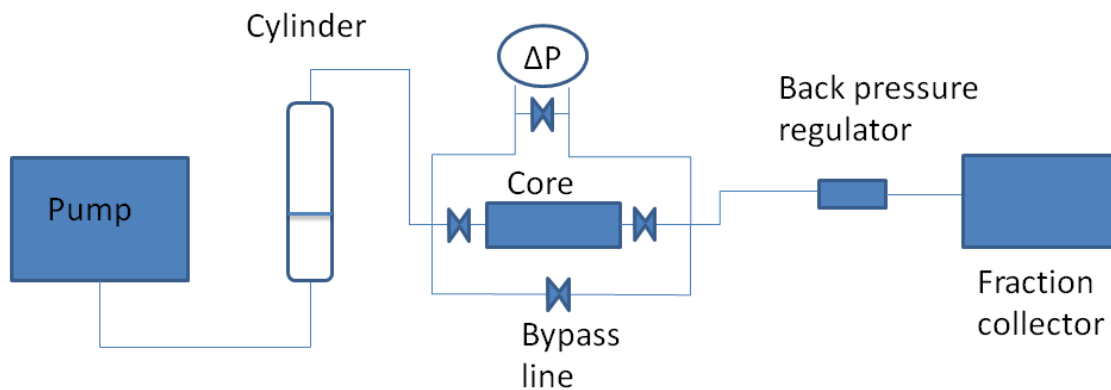 Cylinder
ΔP
Back pressure
regulator
Pump
Core
Bypass
line
Fraction
collector